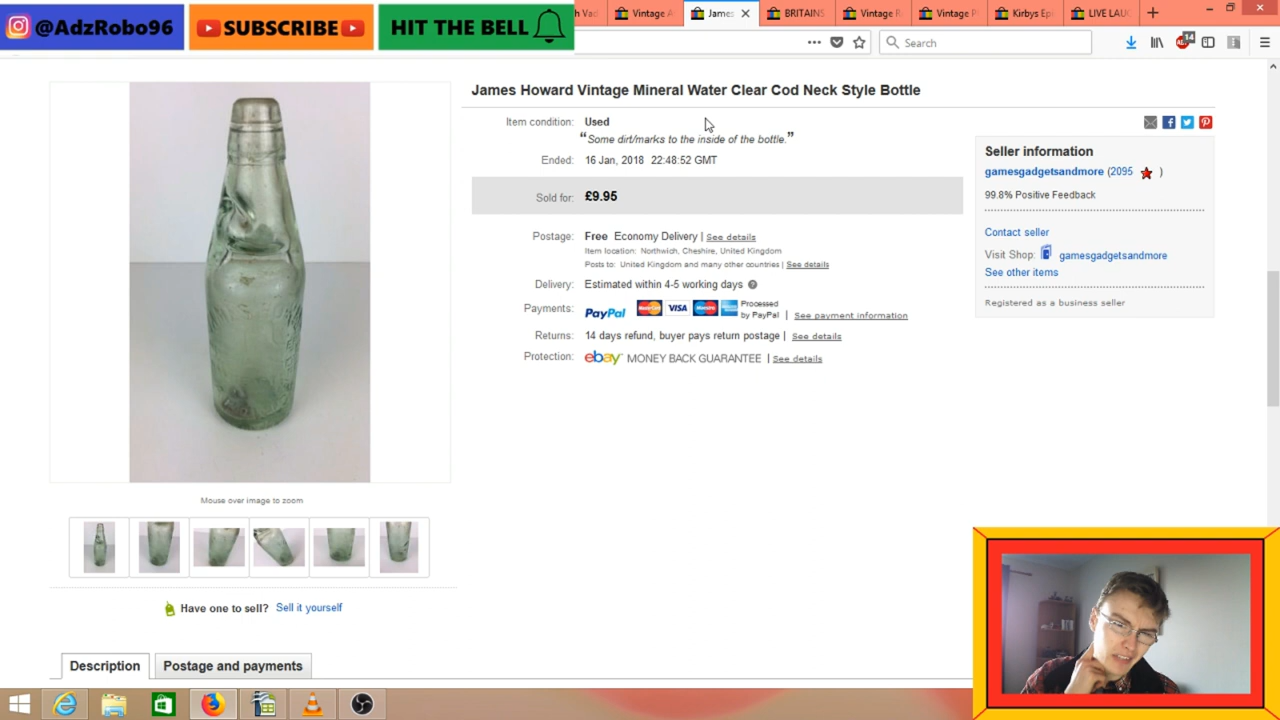 @AdzRobo96
SUBSCRIBE
HIT THE BELL
Vintage
James
BRITAINS
Vintage R
Vintage P
Kirbys Epi
LIVE LAU
Search
14
James Howard Vintage Mineral Water Clear Cod Neck Style Bottle
Item condition: Used
“Some dirt/marks to the inside of the bottle.”
Ended: 16 Jan, 2018 22:48:52 GMT
Sold for: £9.95
Postage: Free Economy Delivery | See details
Item location: Northwich, Cheshire, United Kingdom
Posts to: United Kingdom and many other countries | See details
Delivery: Estimated within 4-5 working days
Payments: PayPal MasterCard VISA Maestro Processed by PayPal | See payment information
Returns: 14 days refund, buyer pays return postage | See details
Protection: ebay MONEY BACK GUARANTEE | See details
Seller information
gamesgadgetsandmore (2095 )
99.8% Positive Feedback
Contact seller
Visit Shop: gamesgadgetsandmore
See other items
Registered as a business seller
Mouse over image to zoom
Have one to sell? Sell it yourself
Description
Postage and payments